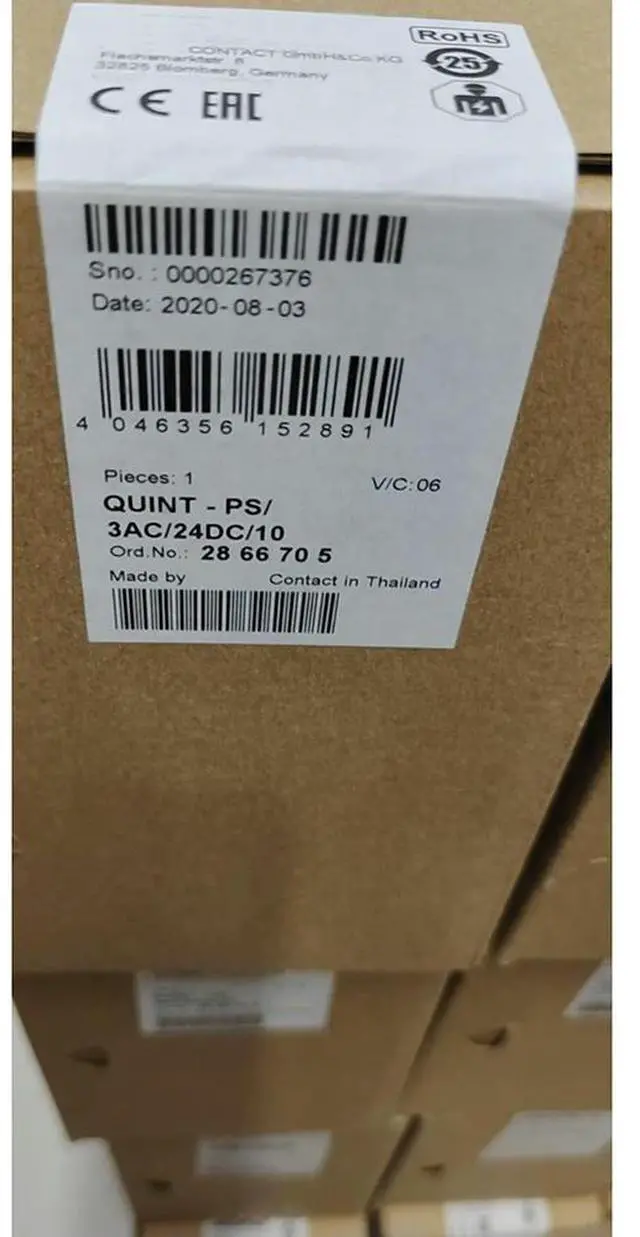 RoHS
CONTACT GmbH&Co.KG
Flachsmarktstr. 8
32825 Blomberg, Germany
25
CE EAC
Sno. : 0000267376
Date: 2020-08-03
4 046356 152891
Pieces: 1
V/C: 06
QUINT - PS/
3AC/24DC/10
Ord.No.: 28 66 70 5
Made by Contact in Thailand